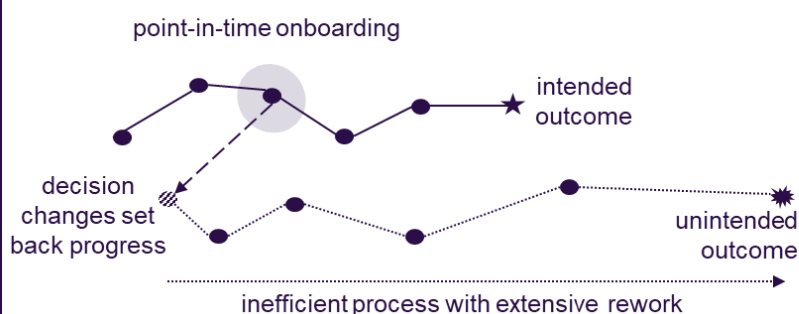 point-in-time onboarding
intended
outcome
decision
changes set
back progress
unintended
outcome
inefficient process with extensive rework